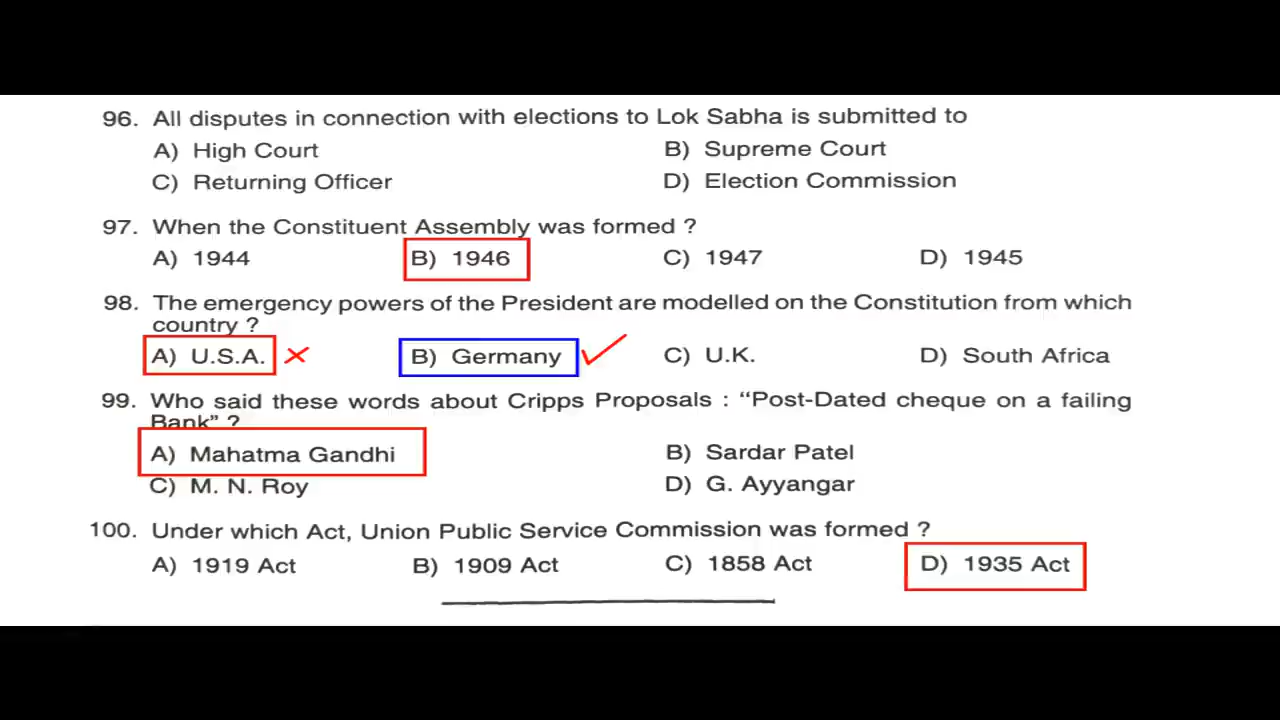 96. All disputes in connection with elections to Lok Sabha is submitted to
A) High Court B) Supreme Court
C) Returning Officer D) Election Commission
97. When the Constituent Assembly was formed ?
A) 1944 B) 1946 C) 1947 D) 1945
98. The emergency powers of the President are modelled on the Constitution from which
country ?
A) U.S.A. B) Germany C) U.K. D) South Africa
99. Who said these words about Cripps Proposals : “Post-Dated cheque on a failing
Bank” ?
A) Mahatma Gandhi B) Sardar Patel
C) M. N. Roy D) G. Ayyangar
100. Under which Act, Union Public Service Commission was formed ?
A) 1919 Act B) 1909 Act C) 1858 Act D) 1935 Act